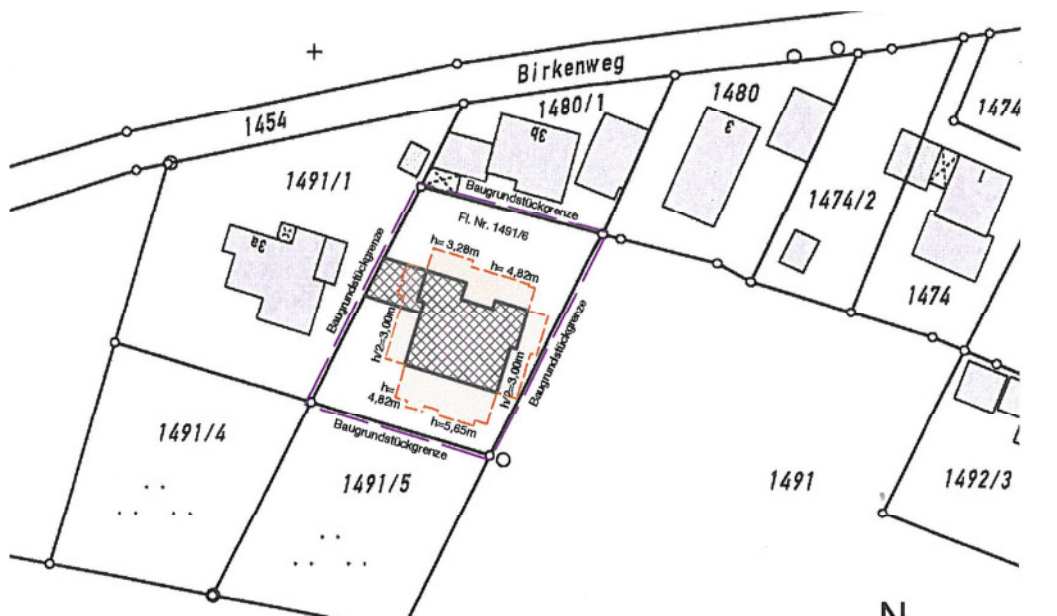 Birkenweg
1454
1480/1
1480
1474
3b
3
1491/1
Baugrundstückgrenze
1
1474/2
Fl. Nr. 1491/6
3a
h= 3,28m
h= 4,82m
1474
Baugrundstückgrenze
h/2=3,00m
h/2=3,00m
Baugrundstückgrenze
h=
4,82m
h=5,65m
Baugrundstückgrenze
1491/4
1491/5
1491
1492/3
N